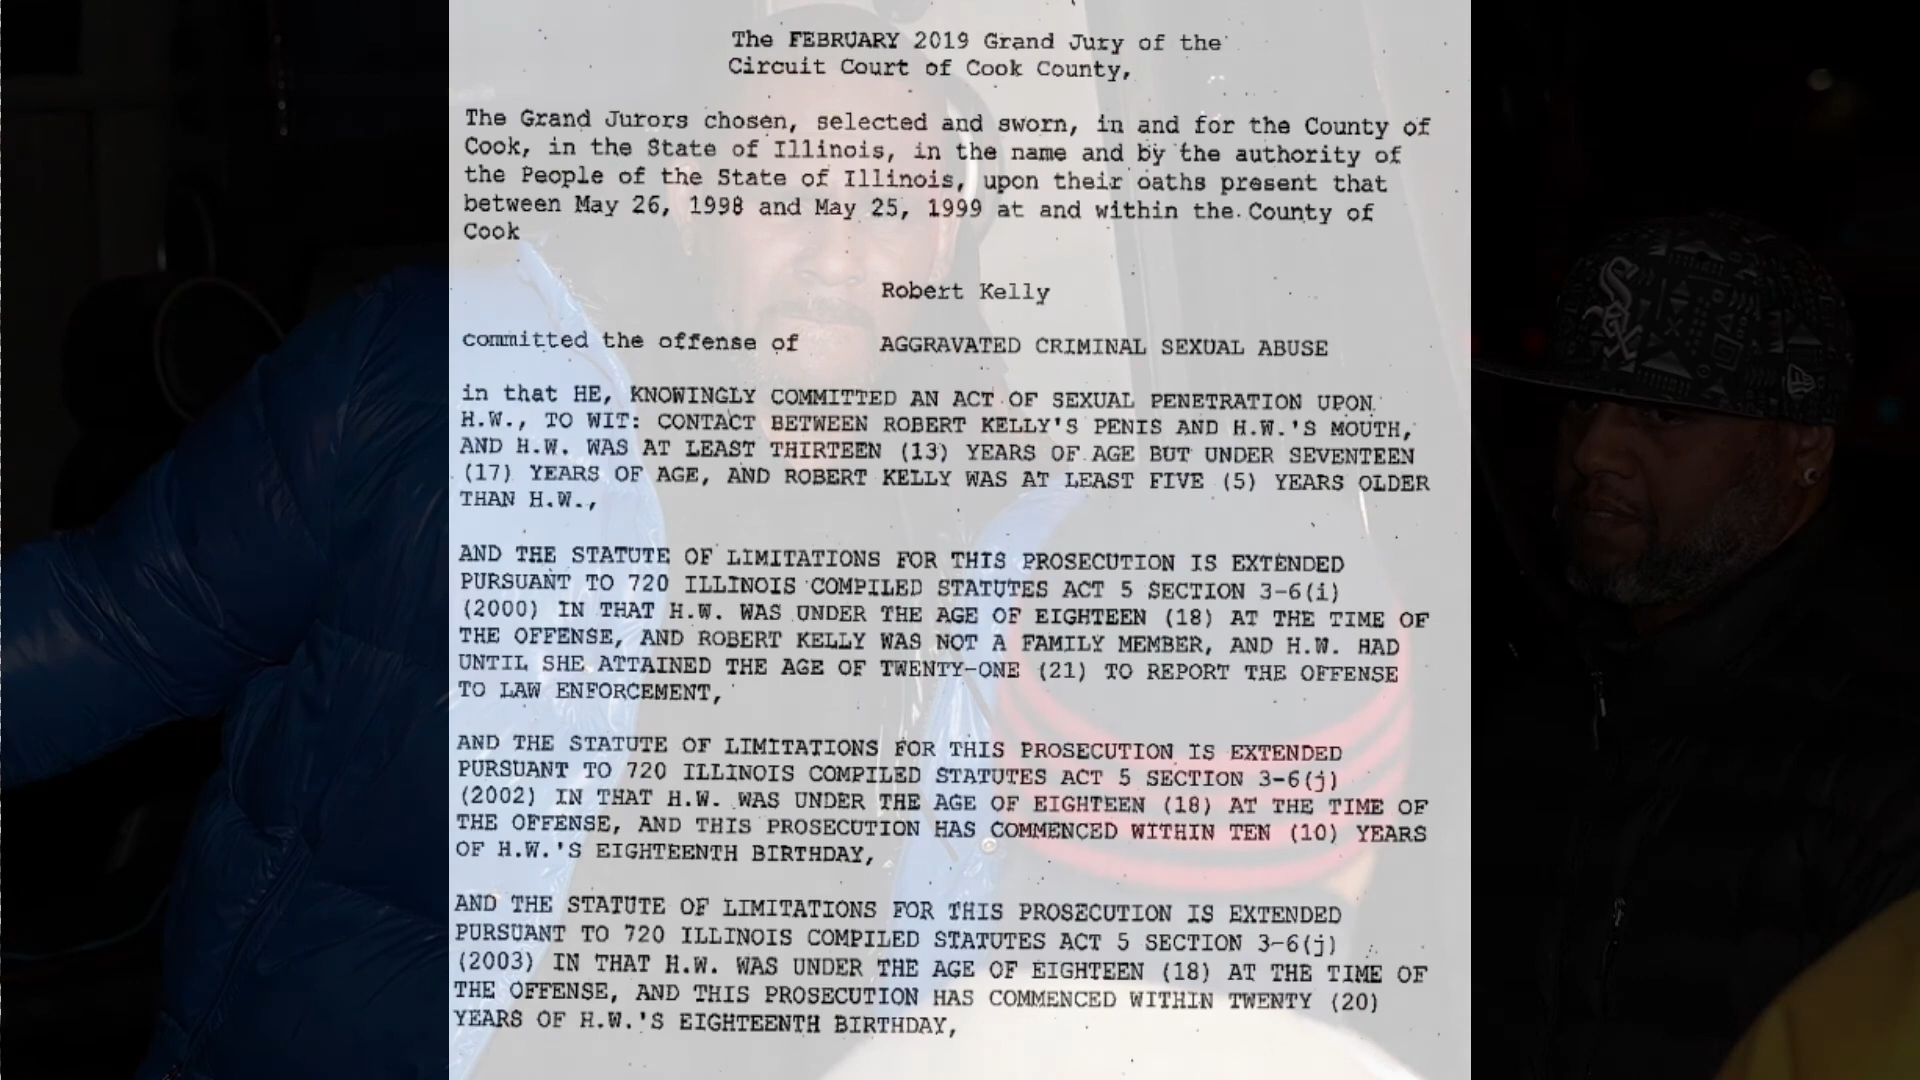 The FEBRUARY 2019 Grand Jury of the
Circuit Court of Cook County,
The Grand Jurors chosen, selected and sworn, in and for the County of
Cook, in the State of Illinois, in the name and by the authority of
the People of the State of Illinois, upon their oaths present that
between May 26, 1998 and May 25, 1999 at and within the County of
Cook
Robert Kelly
committed the offense of AGGRAVATED CRIMINAL SEXUAL ABUSE
in that HE, KNOWINGLY COMMITTED AN ACT OF SEXUAL PENETRATION UPON
H.W., TO WIT: CONTACT BETWEEN ROBERT KELLY'S PENIS AND H.W.'S MOUTH,
AND H.W. WAS AT LEAST THIRTEEN (13) YEARS OF AGE BUT UNDER SEVENTEEN
(17) YEARS OF AGE, AND ROBERT KELLY WAS AT LEAST FIVE (5) YEARS OLDER
THAN H.W.,
AND THE STATUTE OF LIMITATIONS FOR THIS PROSECUTION IS EXTENDED
PURSUANT TO 720 ILLINOIS COMPILED STATUTES ACT 5 SECTION 3-6(i)
(2000) IN THAT H.W. WAS UNDER THE AGE OF EIGHTEEN (18) AT THE TIME OF
THE OFFENSE, AND ROBERT KELLY WAS NOT A FAMILY MEMBER, AND H.W. HAD
UNTIL SHE ATTAINED THE AGE OF TWENTY-ONE (21) TO REPORT THE OFFENSE
TO LAW ENFORCEMENT,
AND THE STATUTE OF LIMITATIONS FOR THIS PROSECUTION IS EXTENDED
PURSUANT TO 720 ILLINOIS COMPILED STATUTES ACT 5 SECTION 3-6(j)
(2002) IN THAT H.W. WAS UNDER THE AGE OF EIGHTEEN (18) AT THE TIME OF
THE OFFENSE, AND THIS PROSECUTION HAS COMMENCED WITHIN TEN (10) YEARS
OF H.W.'S EIGHTEENTH BIRTHDAY,
AND THE STATUTE OF LIMITATIONS FOR THIS PROSECUTION IS EXTENDED
PURSUANT TO 720 ILLINOIS COMPILED STATUTES ACT 5 SECTION 3-6(j)
(2003) IN THAT H.W. WAS UNDER THE AGE OF EIGHTEEN (18) AT THE TIME OF
THE OFFENSE, AND THIS PROSECUTION HAS COMMENCED WITHIN TWENTY (20)
YEARS OF H.W.'S EIGHTEENTH BIRTHDAY,
Sox